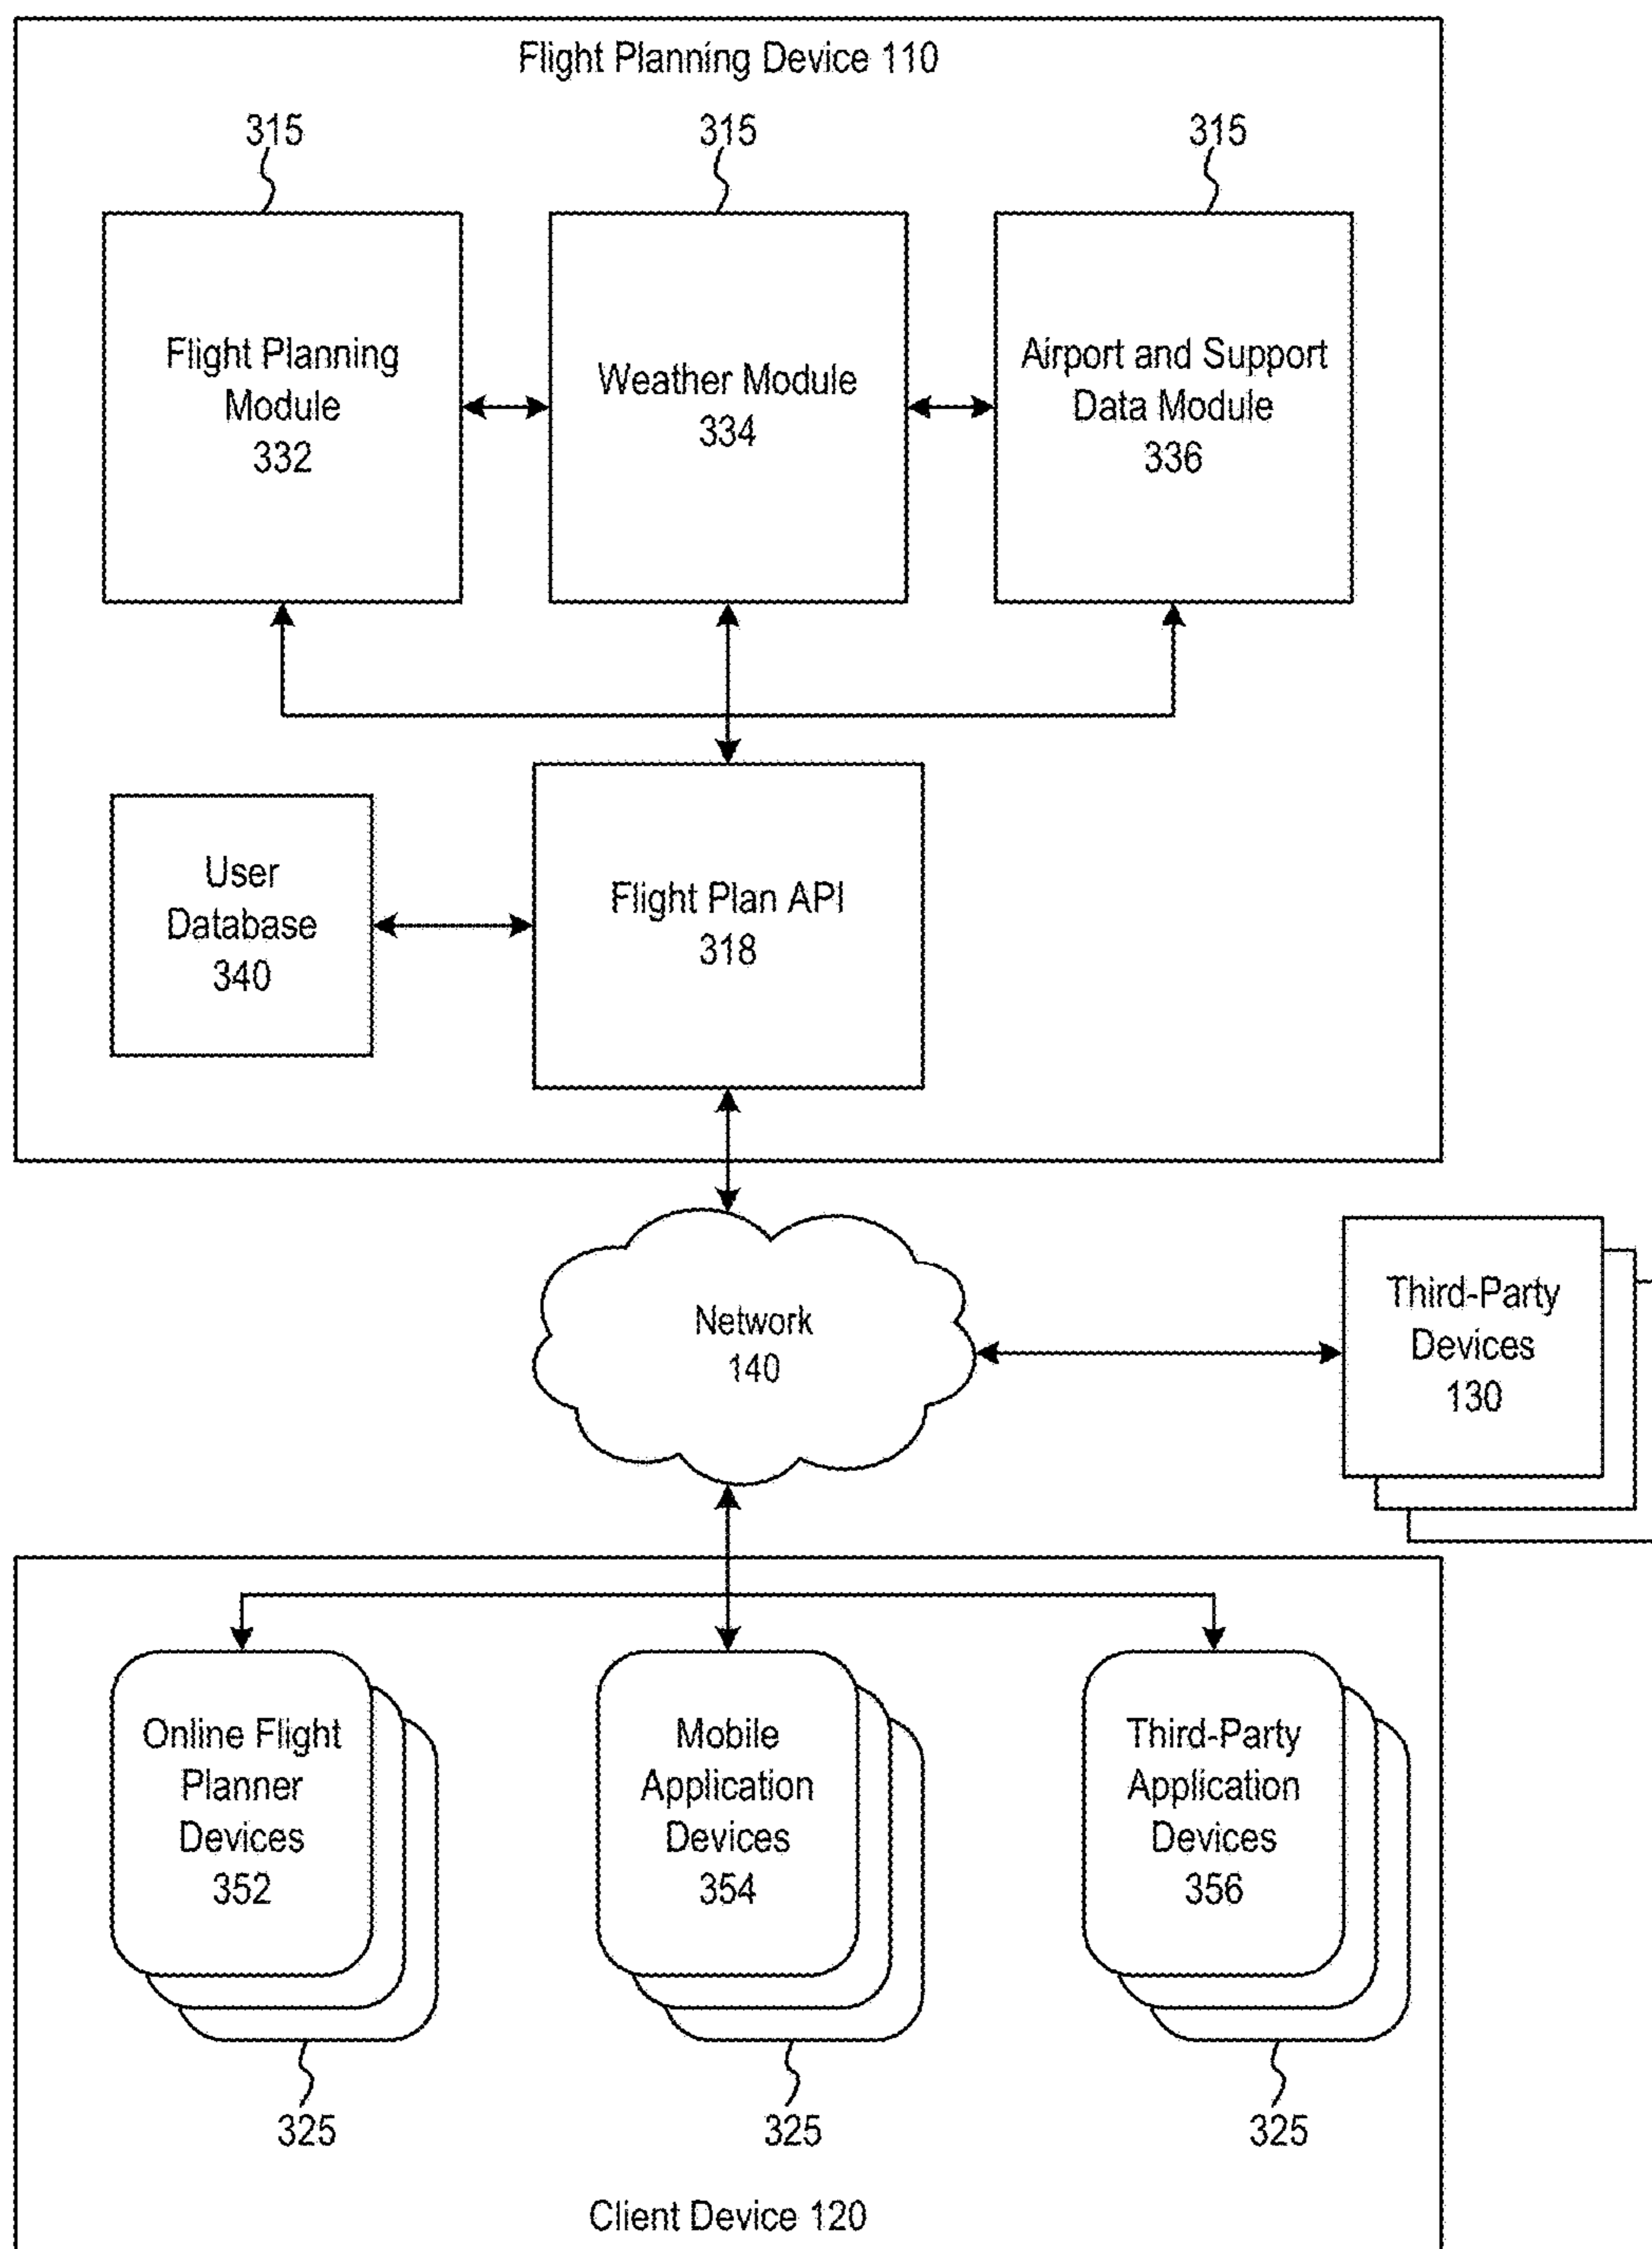 Flight Planning Device 110
315
315
315
Flight Planning
Module
332
Weather Module
334
Airport and Support
Data Module
336
User
Database
340
Flight Plan API
318
Network
140
Third-Party
Devices
130
Online Flight
Planner
Devices
352
Mobile
Application
Devices
354
Third-Party
Application
Devices
356
325
325
325
Client Device 120